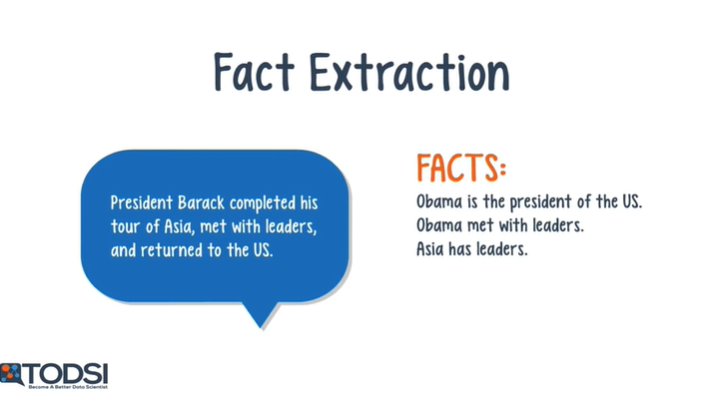 Fact Extraction
President Barack completed his
tour of Asia, met with leaders,
and returned to the US.
FACTS:
Obama is the president of the US.
Obama met with leaders.
Asia has leaders.
TODSI
Become A Better Data Scientist